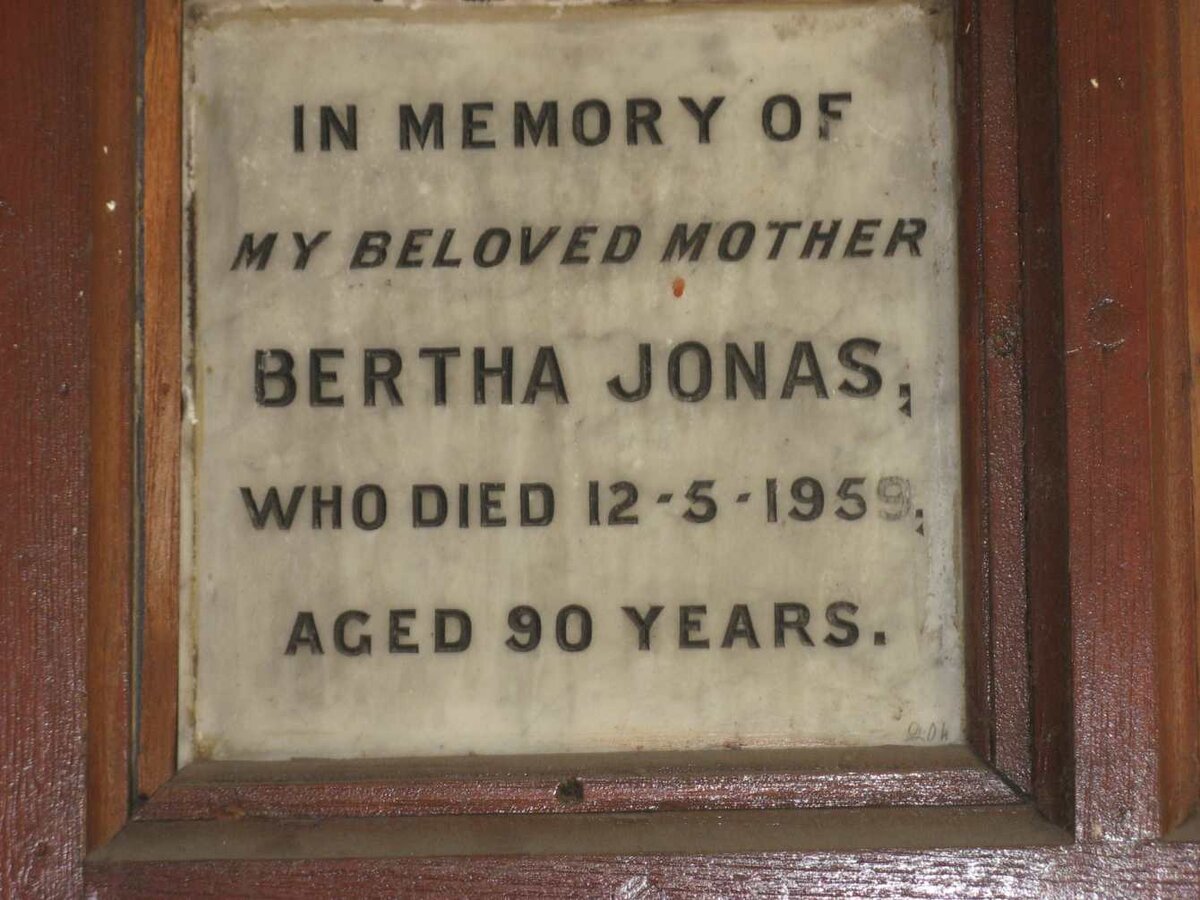 IN MEMORY OF
MY BELOVED MOTHER
BERTHA JONAS,
WHO DIED 12-5-1959,
AGED 90 YEARS.